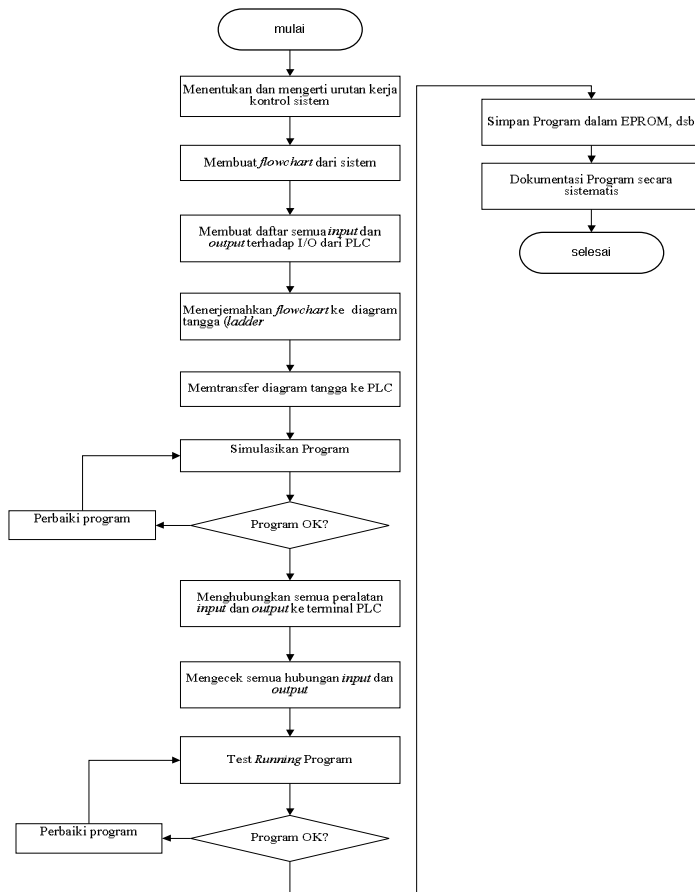 mulai
Menentukan dan mengerti urutan kerja
kontrol sistem
Membuat flowchart dari sistem
Membuat daftar semua input dan
output terhadap I/O dari PLC
Menerjemahkan flowchart ke diagram
tangga (ladder
Memtransfer diagram tangga ke PLC
Simulasikan Program
Perbaiki program
Program OK?
Menghubungkan semua peralatan
input dan output ke terminal PLC
Mengecek semua hubungan input dan
output
Test Running Program
Perbaiki program
Program OK?
Simpan Program dalam EPROM, dsb
Dokumentasi Program secara
sistematis
selesai